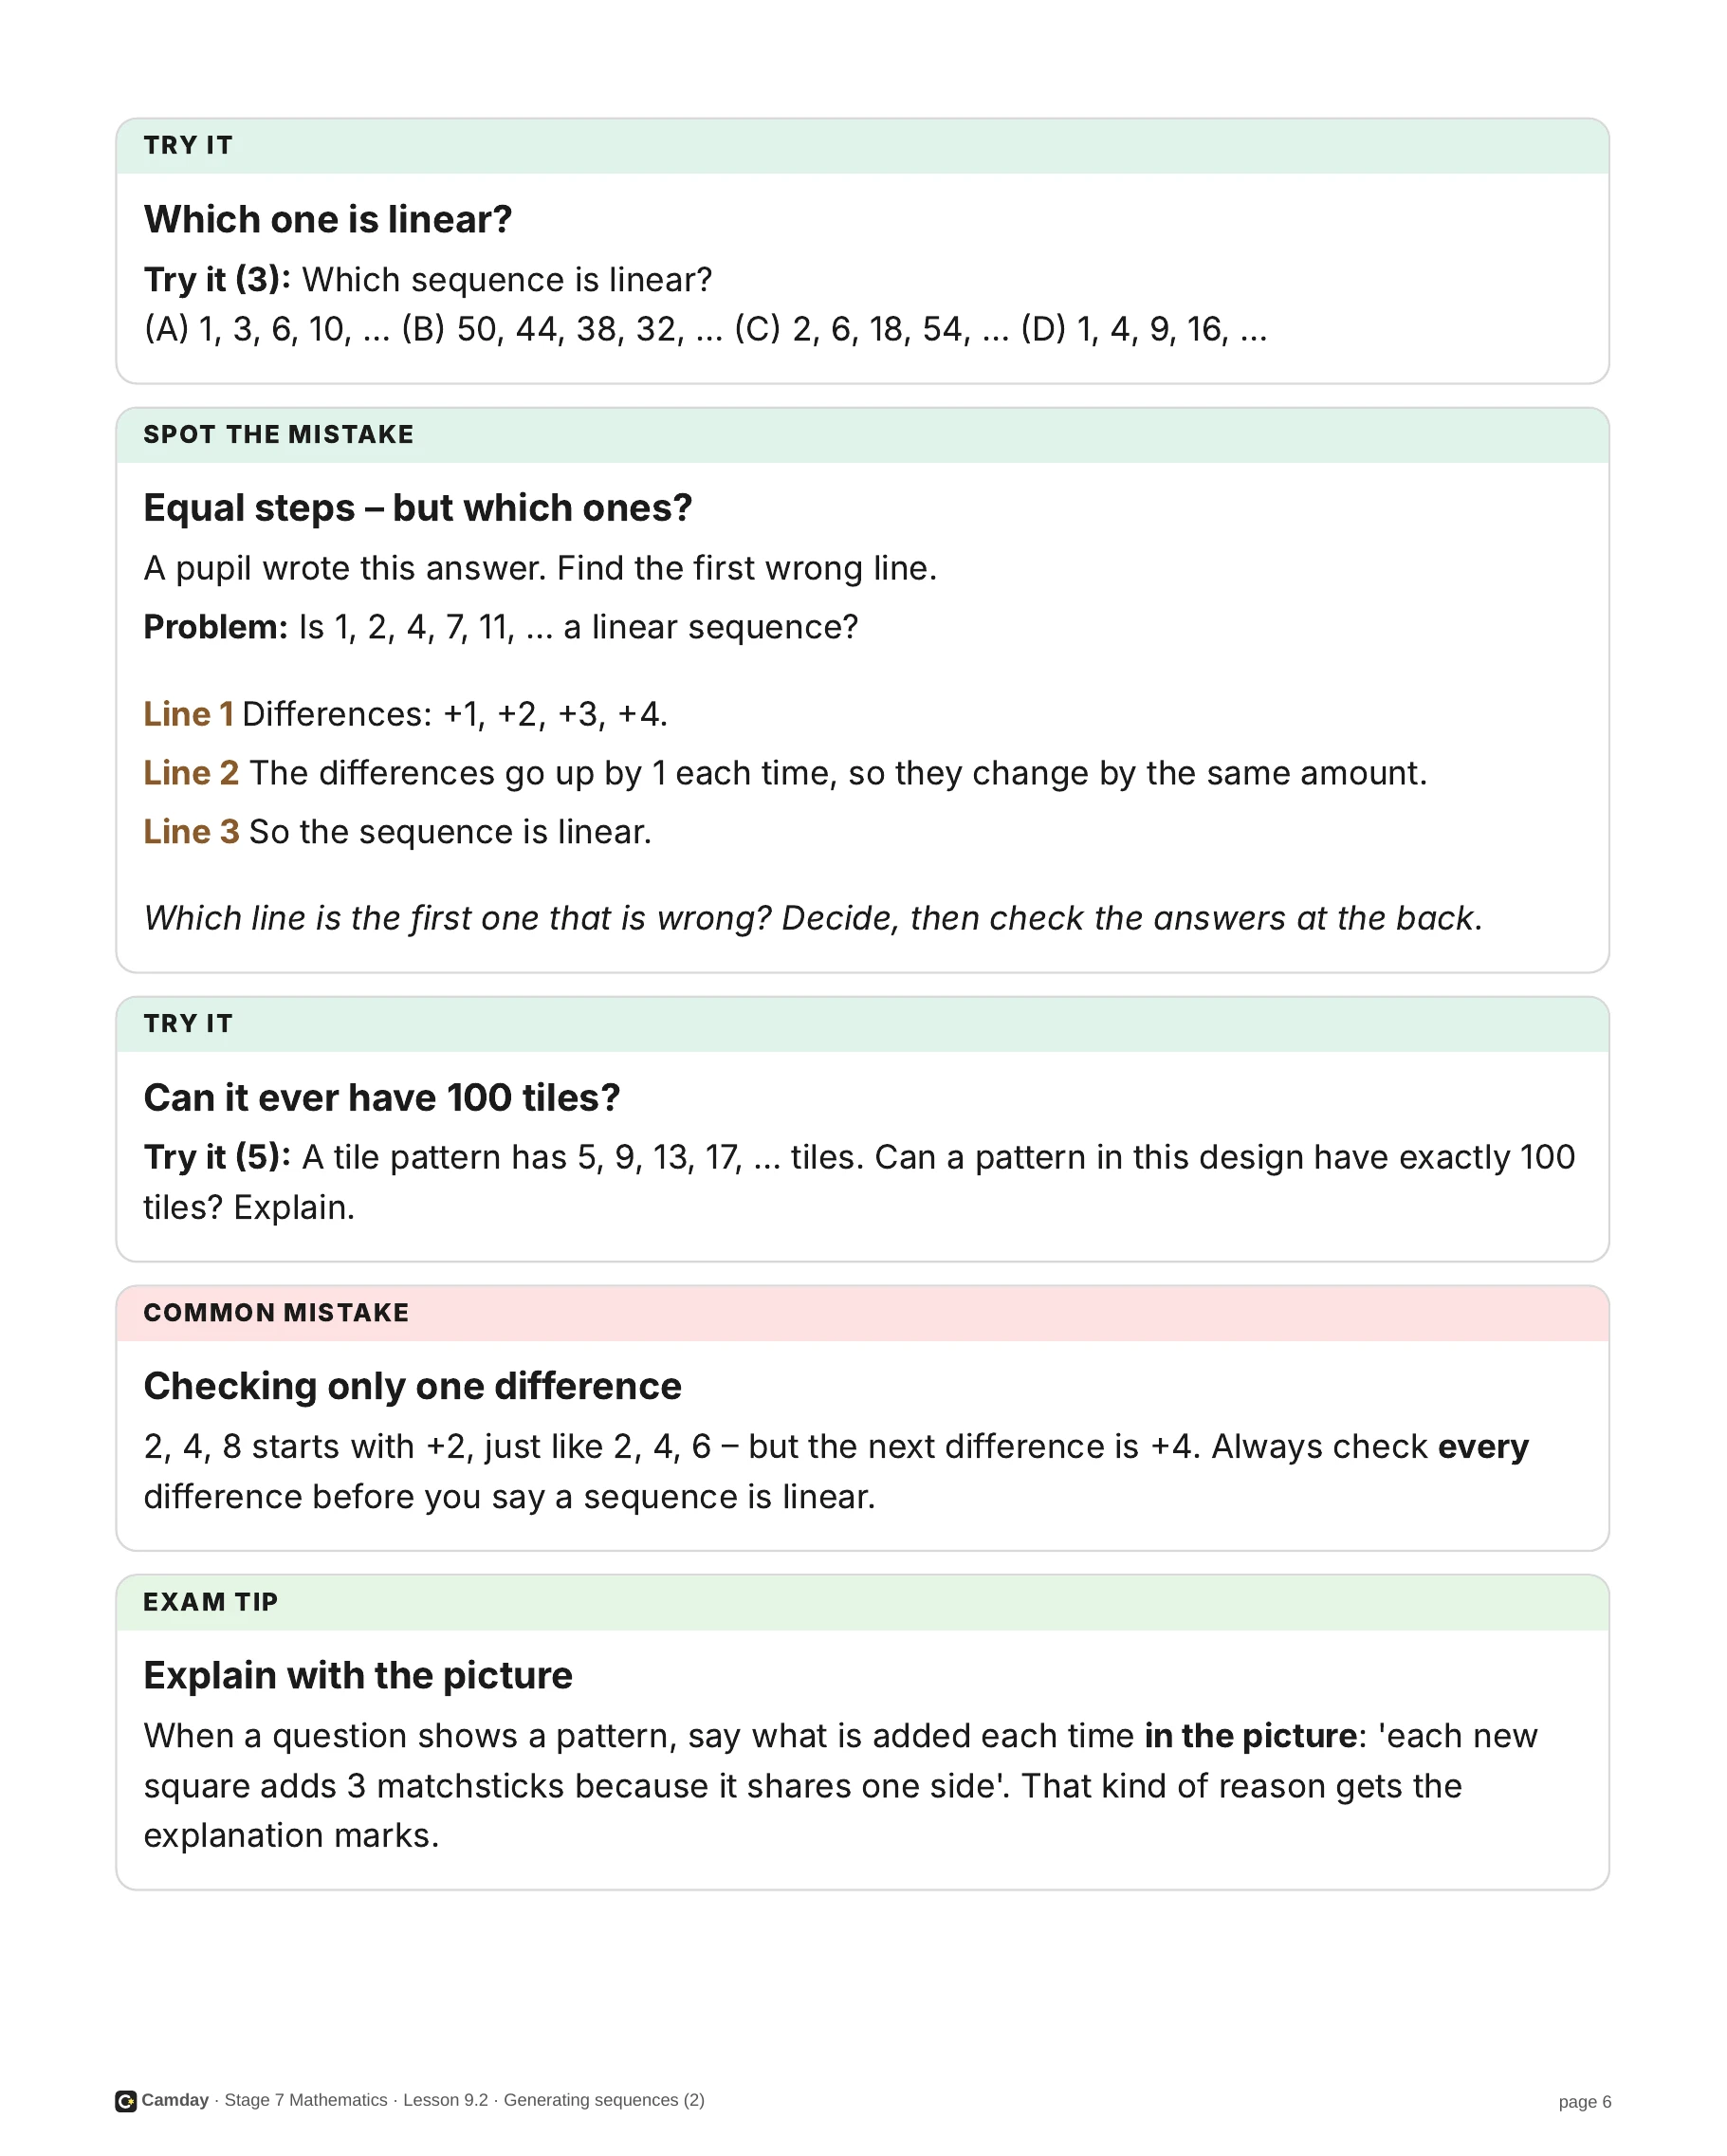 TRY IT
Which one is linear?
Try it (3): Which sequence is linear?
(A) 1, 3, 6, 10, ... (B) 50, 44, 38, 32, ... (C) 2, 6, 18, 54, ... (D) 1, 4, 9, 16, ...
SPOT THE MISTAKE
Equal steps – but which ones?
A pupil wrote this answer. Find the first wrong line.
Problem: Is 1, 2, 4, 7, 11, ... a linear sequence?
Line 1 Differences: +1, +2, +3, +4.
Line 2 The differences go up by 1 each time, so they change by the same amount.
Line 3 So the sequence is linear.
Which line is the first one that is wrong? Decide, then check the answers at the back.
TRY IT
Can it ever have 100 tiles?
Try it (5): A tile pattern has 5, 9, 13, 17, ... tiles. Can a pattern in this design have exactly 100
tiles? Explain.
COMMON MISTAKE
Checking only one difference
2, 4, 8 starts with +2, just like 2, 4, 6 – but the next difference is +4. Always check every
difference before you say a sequence is linear.
EXAM TIP
Explain with the picture
When a question shows a pattern, say what is added each time in the picture: 'each new
square adds 3 matchsticks because it shares one side'. That kind of reason gets the
explanation marks.
Camday · Stage 7 Mathematics · Lesson 9.2 · Generating sequences (2)
page 6